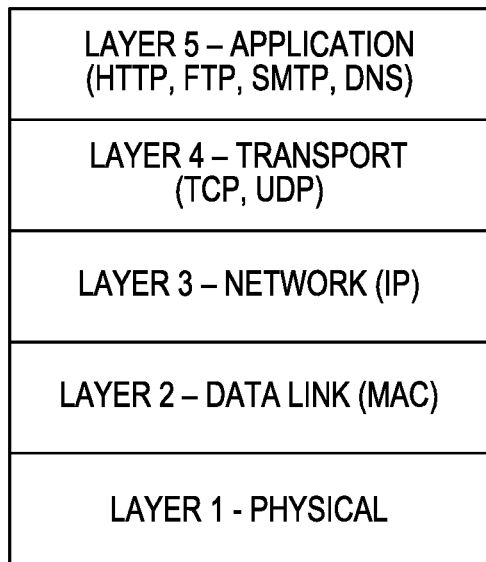 LAYER 5 – APPLICATION
(HTTP, FTP, SMTP, DNS)
LAYER 4 – TRANSPORT
(TCP, UDP)
LAYER 3 – NETWORK (IP)
LAYER 2 – DATA LINK (MAC)
LAYER 1 - PHYSICAL